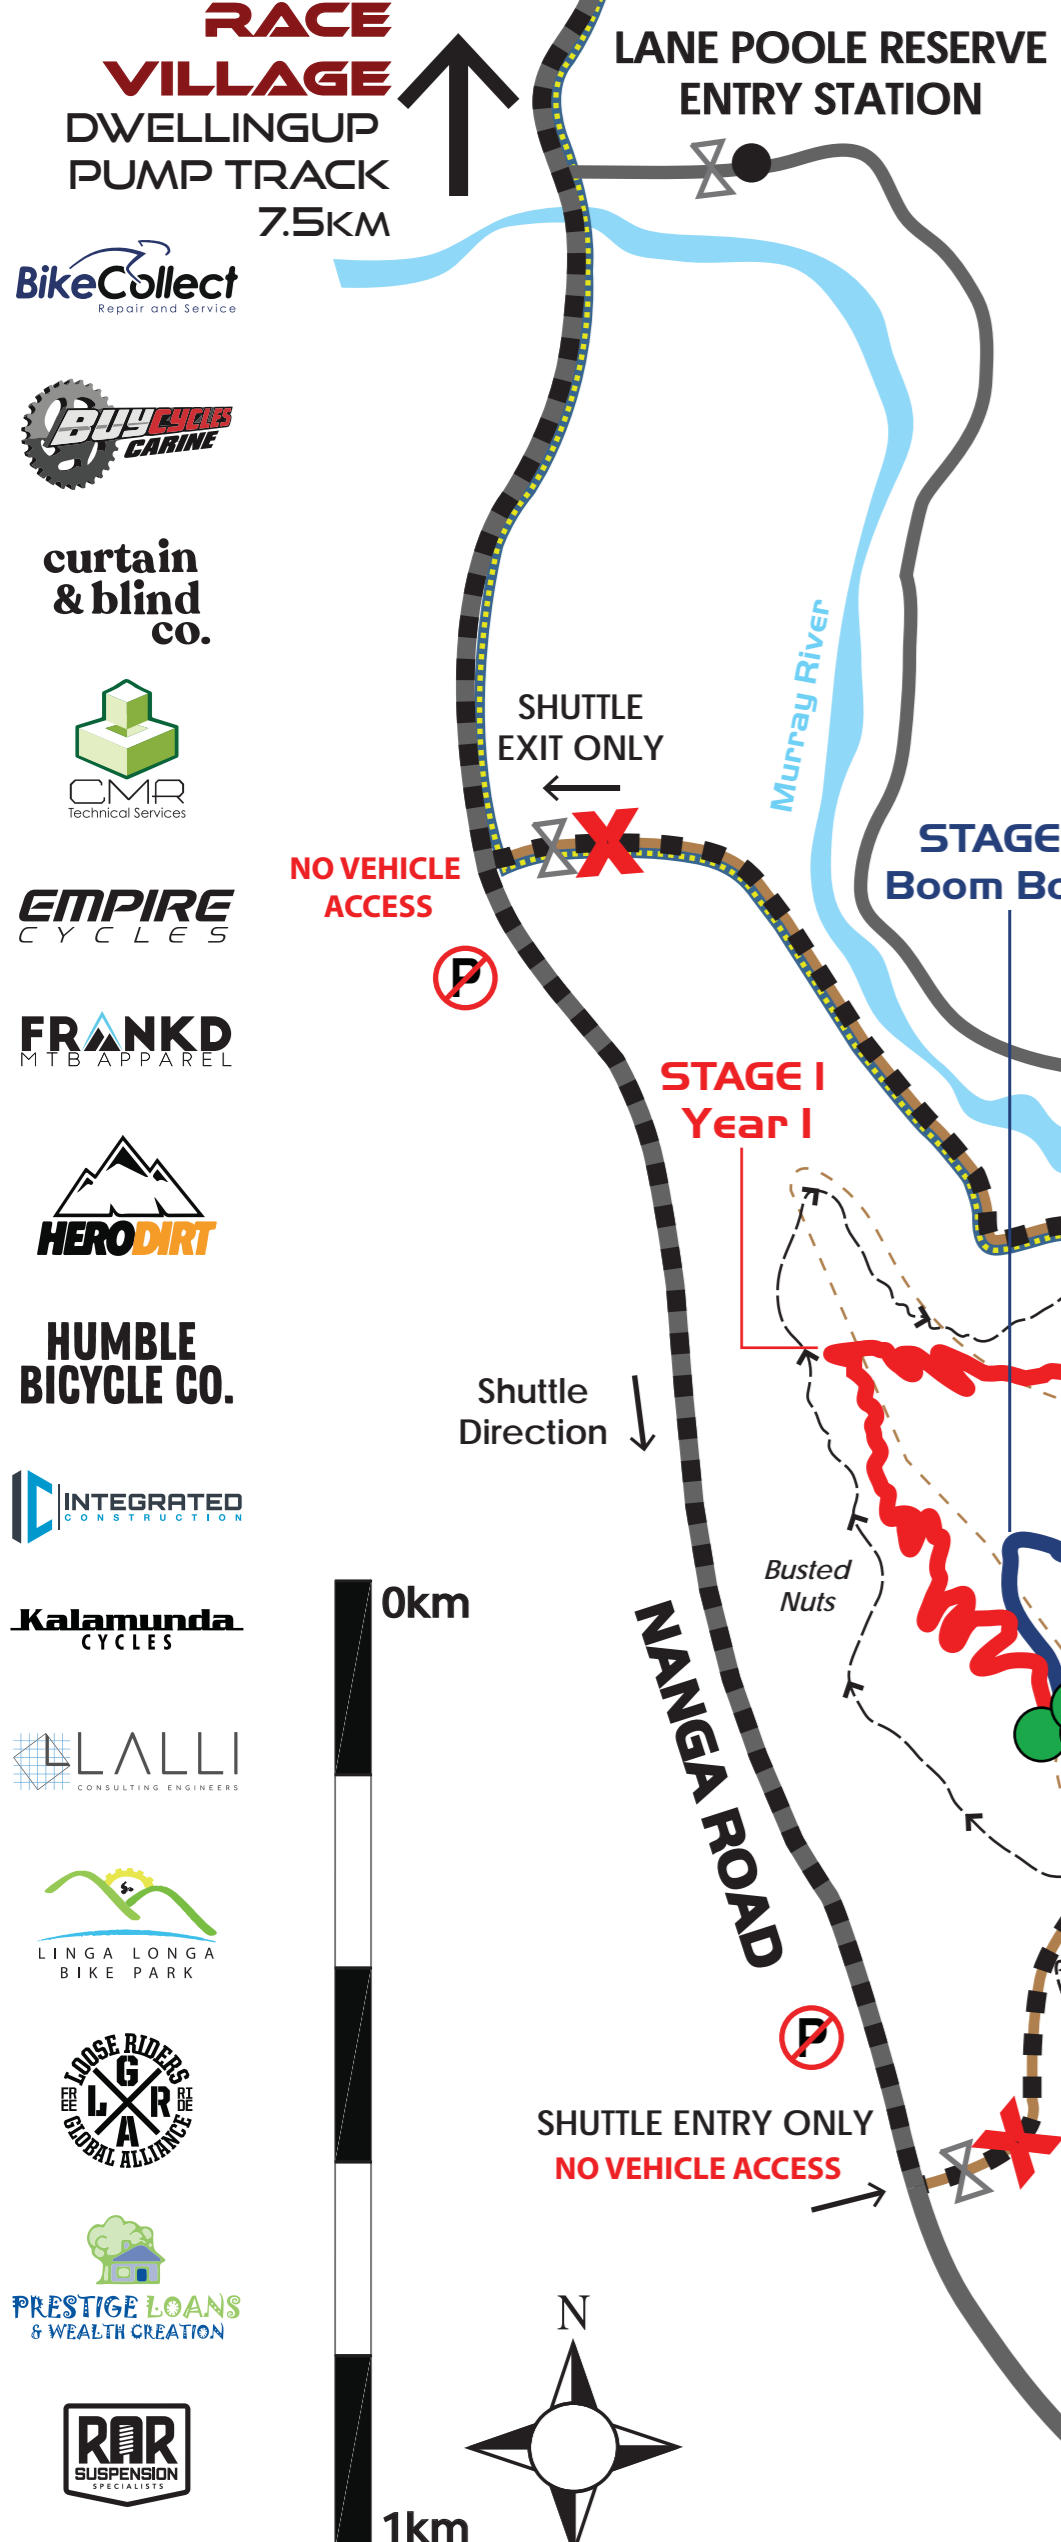 RACE
VILLAGE
DWELLINGUP
PUMP TRACK
7.5KM
LANE POOLE RESERVE
ENTRY STATION
BikeCollect
Repair and Service
BUYCYCLES
CARINE
curtain
& blind
co.
CMR
Technical Services
EMPIRE
CYCLES
FRANKD
MTB APPAREL
HERODIRT
HUMBLE
BICYCLE CO.
INTEGRATED
CONSTRUCTION
Kalamunda
CYCLES
LALLI
CONSULTING ENGINEERS
LINGA LONGA
BIKE PARK
LOOSE RIDERS
FREE RIDE
L G R A
GLOBAL ALLIANCE
PRESTIGE LOANS
& WEALTH CREATION
RAR
SUSPENSION
SPECIALISTS
Murray River
SHUTTLE
EXIT ONLY
NO VEHICLE
ACCESS
P
STAGE
Boom
STAGE 1
Year 1
Shuttle
Direction
Busted
Nuts
0km
NANGA ROAD
P
SHUTTLE ENTRY ONLY
NO VEHICLE ACCESS
N
1km